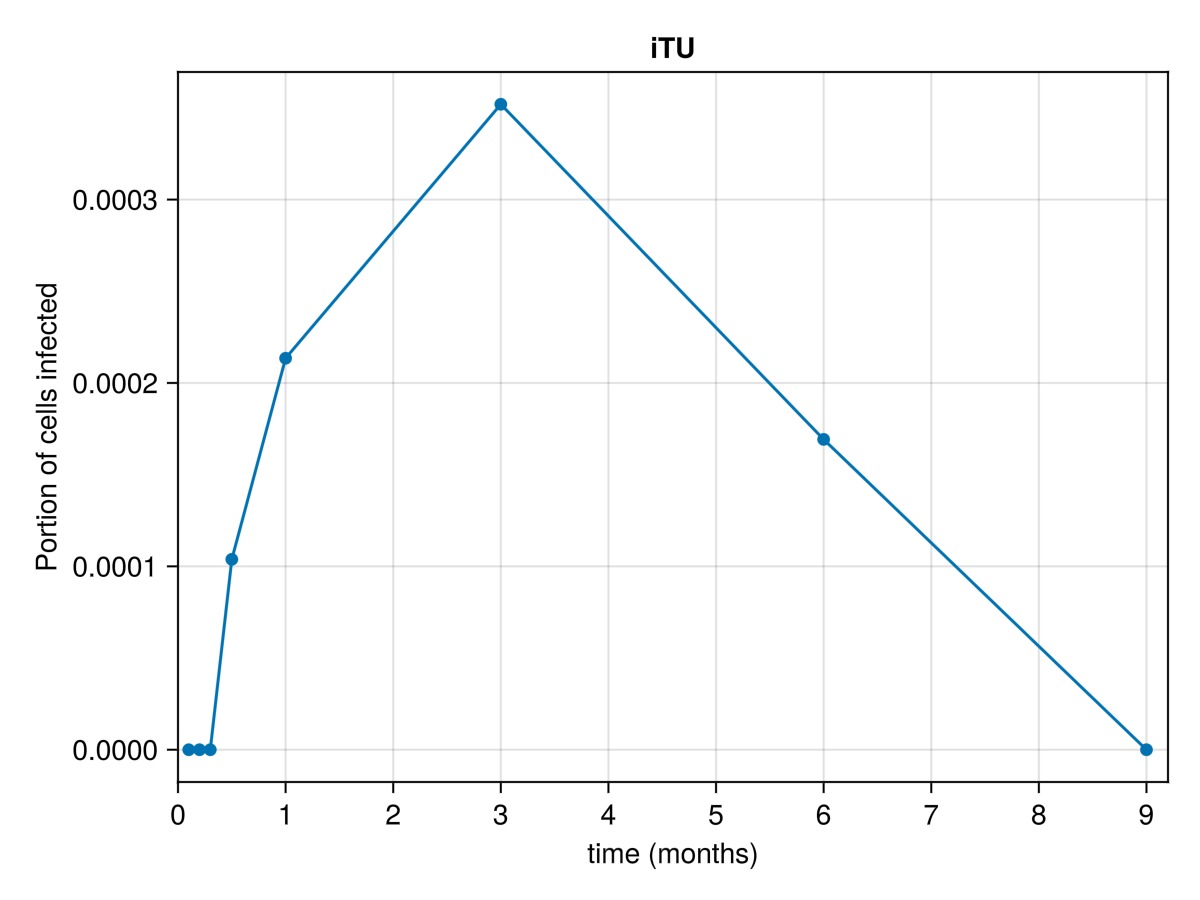 iTU
Portion of cells infected
0.0003
0.0002
0.0001
0.0000
0 1 2 3 4 5 6 7 8 9
time (months)